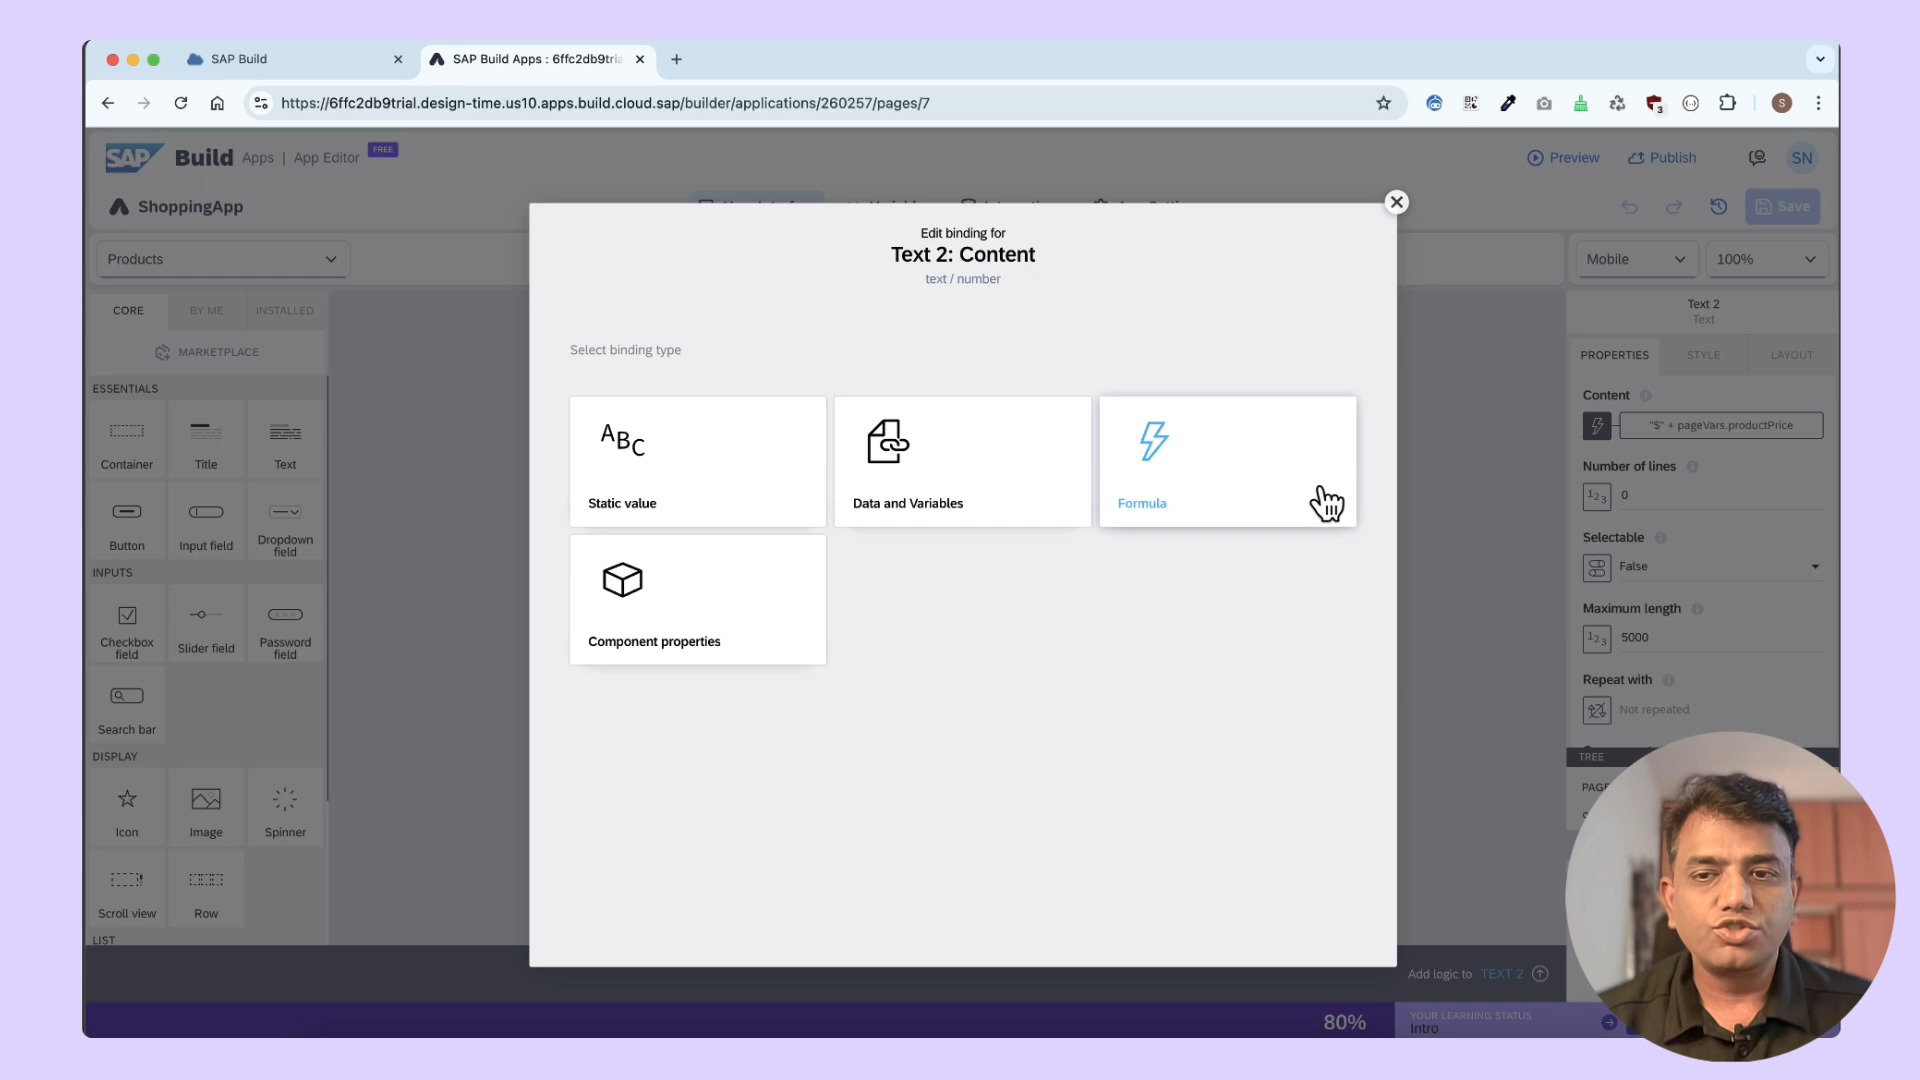 SAP Build
SAP Build Apps : 6ffc2db9tria
https://6ffc2db9trial.design-time.us10.apps.build.cloud.sap/builder/applications/260257/pages/7
3
S
SAP Build Apps | App Editor FREE
Preview
Publish
SN
ShoppingApp
Save
Edit binding for
Text 2: Content
text / number
Products
Mobile
100%
CORE
BY ME
INSTALLED
MARKETPLACE
ESSENTIALS
Container
Title
Text
Button
Input field
Dropdown field
INPUTS
Checkbox field
Slider field
Password field
Search bar
DISPLAY
Icon
Image
Spinner
Scroll view
Row
LIST
Select binding type
ABC
Static value
Data and Variables
Formula
Component properties
Text 2
Text
PROPERTIES
STYLE
LAYOUT
Content
"$" + pageVars.productPrice
Number of lines
123
0
Selectable
False
Maximum length
123
5000
Repeat with
Not repeated
TREE
Add logic to TEXT 2
80%
YOUR LEARNING STATUS
Intro